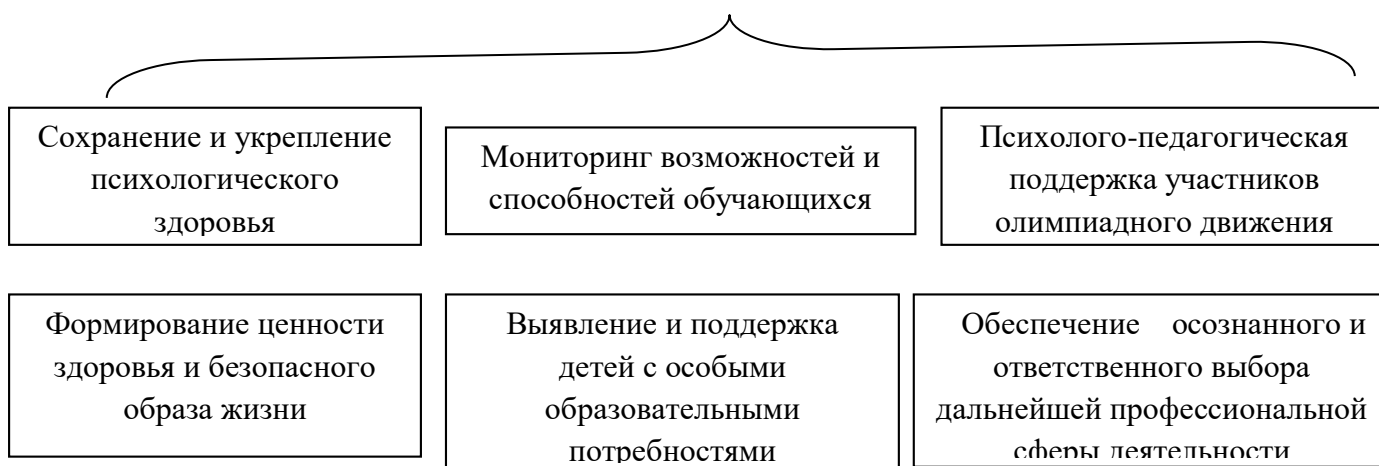 Сохранение и укрепление
психологического
здоровья
Мониторинг возможностей и
способностей обучающихся
Психолого-педагогическая
поддержка участников
олимпиадного движения
Формирование ценности
здоровья и безопасного
образа жизни
Выявление и поддержка
детей с особыми
образовательными
потребностями
Обеспечение осознанного и
ответственного выбора
дальнейшей профессиональной
сферы деятельности